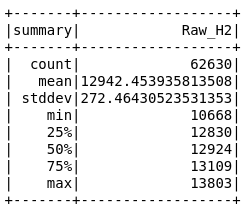 +-------+------------------+
|summary|            Raw_H2|
+-------+------------------+
|  count|             62630|
|   mean|12942.453935813508|
| stddev|272.46430523531353|
|    min|             10668|
|    25%|             12830|
|    50%|             12924|
|    75%|             13109|
|    max|             13803|
+-------+------------------+